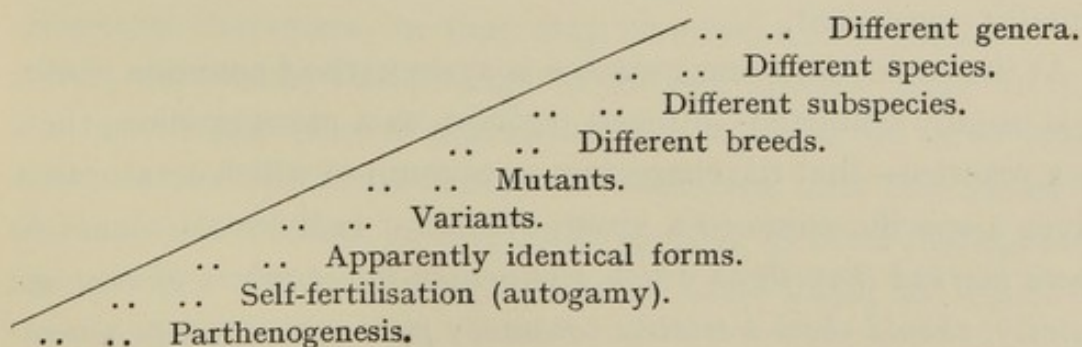 .. .. Different genera.
.. .. Different species.
.. .. Different subspecies.
.. .. Different breeds.
.. .. Mutants.
.. .. Variants.
.. .. Apparently identical forms.
.. .. Self-fertilisation (autogamy).
.. .. Parthenogenesis.